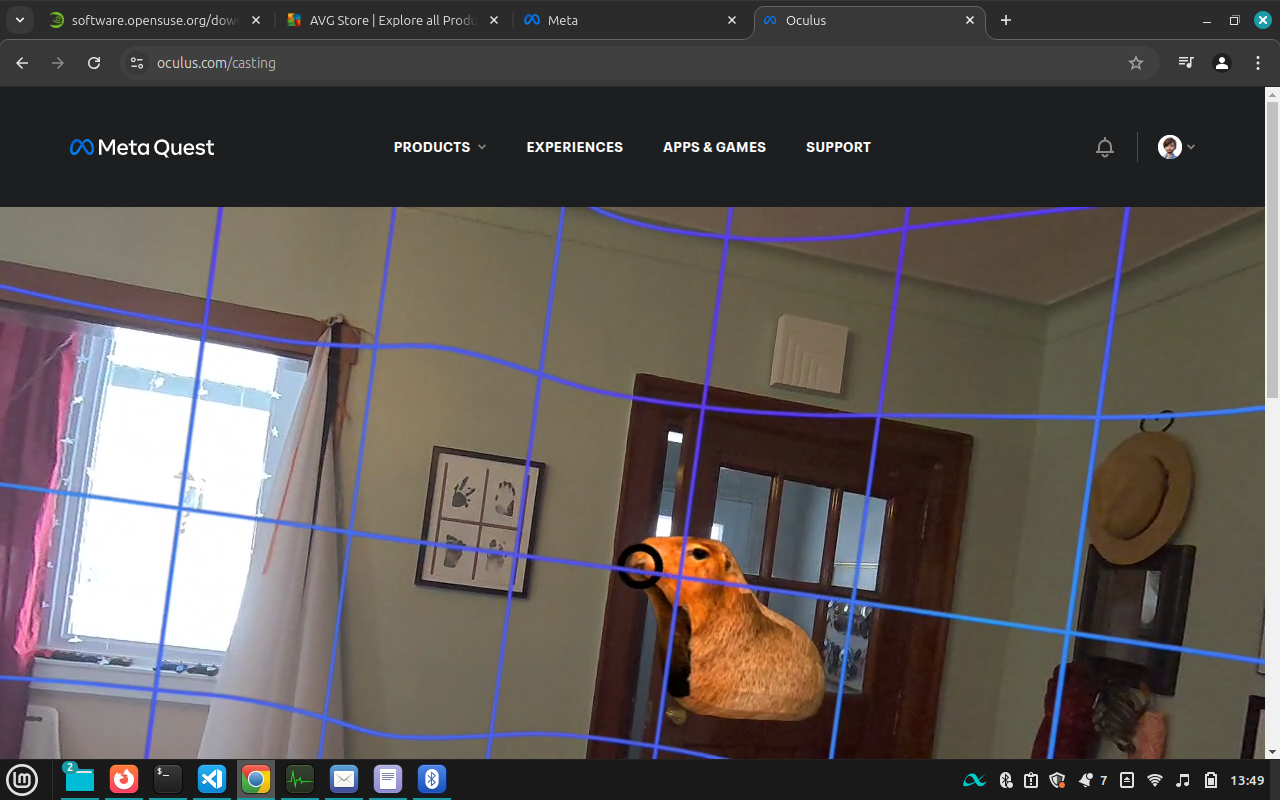 software.opensuse.org/dow
AVG Store | Explore all Produ
Meta
Oculus
oculus.com/casting
Meta Quest
PRODUCTS
EXPERIENCES
APPS & GAMES
SUPPORT
2
$_
7
13:49